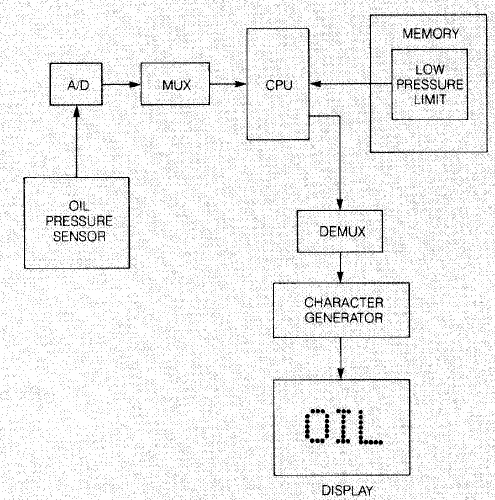 MEMORY
A/D
MUX
CPU
LOW
PRESSURE
LIMIT
OIL
PRESSURE
SENSOR
DEMUX
CHARACTER
GENERATOR
OIL
DISPLAY